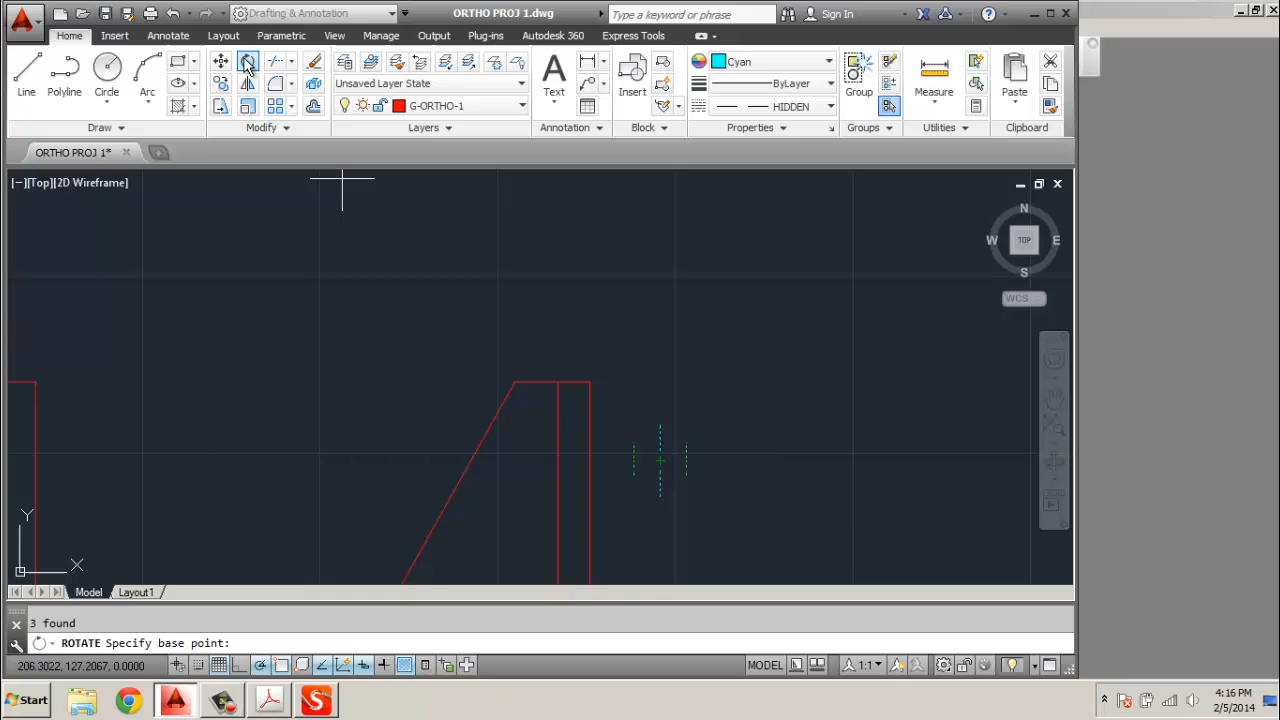 Drafting & Annotation
ORTHO PROJ 1.dwg
Type a keyword or phrase
Sign In
Home
Insert
Annotate
Layout
Parametric
View
Manage
Output
Plug-ins
Autodesk 360
Express Tools
Line
Polyline
Circle
Arc
Draw
Modify
Unsaved Layer State
G-ORTHO-1
Layers
Text
Annotation
Insert
Block
Cyan
ByLayer
HIDDEN
Properties
Group
Groups
Measure
Utilities
Paste
Clipboard
ORTHO PROJ 1*
[−][Top][2D Wireframe]
N
W
TOP
E
S
WCS
Y
X
Model
Layout1
3 found
ROTATE Specify base point:
206.3022, 127.2067, 0.0000
MODEL
1:1
Start
4:16 PM
2/5/2014